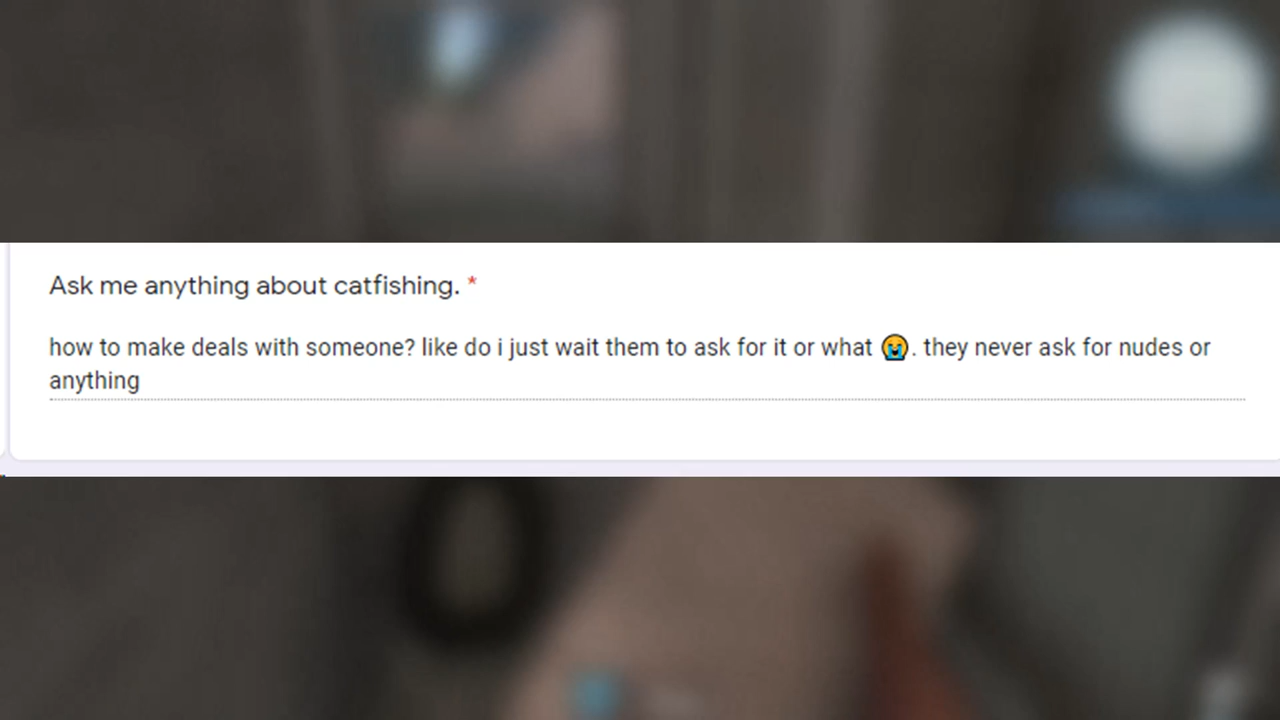 Ask me anything about catfishing. *
how to make deals with someone? like do i just wait them to ask for it or what 😭. they never ask for nudes or
anything